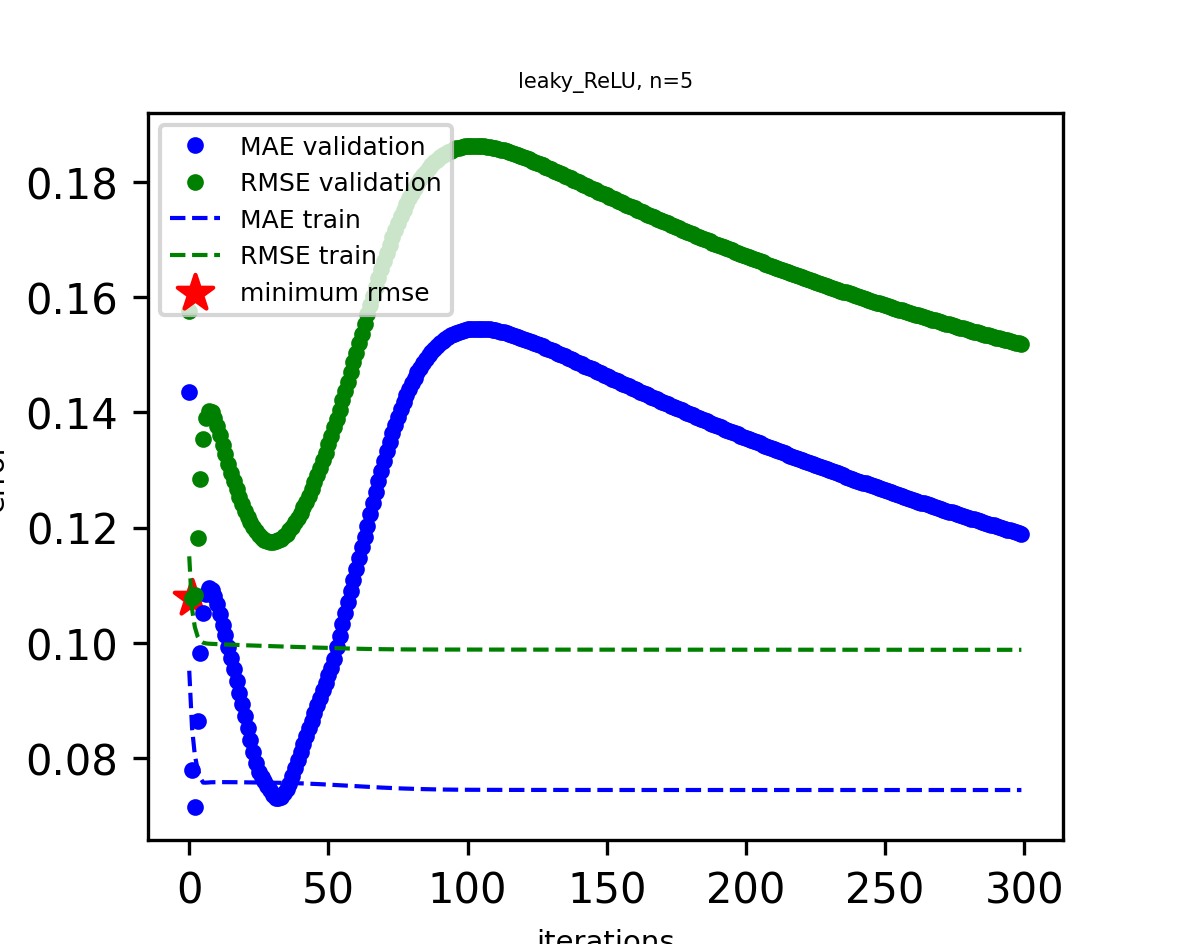 leaky_ReLU, n=5
MAE validation
RMSE validation
MAE train
RMSE train
minimum rmse
0.18
0.16
0.14
0.12
0.10
0.08
0 50 100 150 200 250 300
iterations